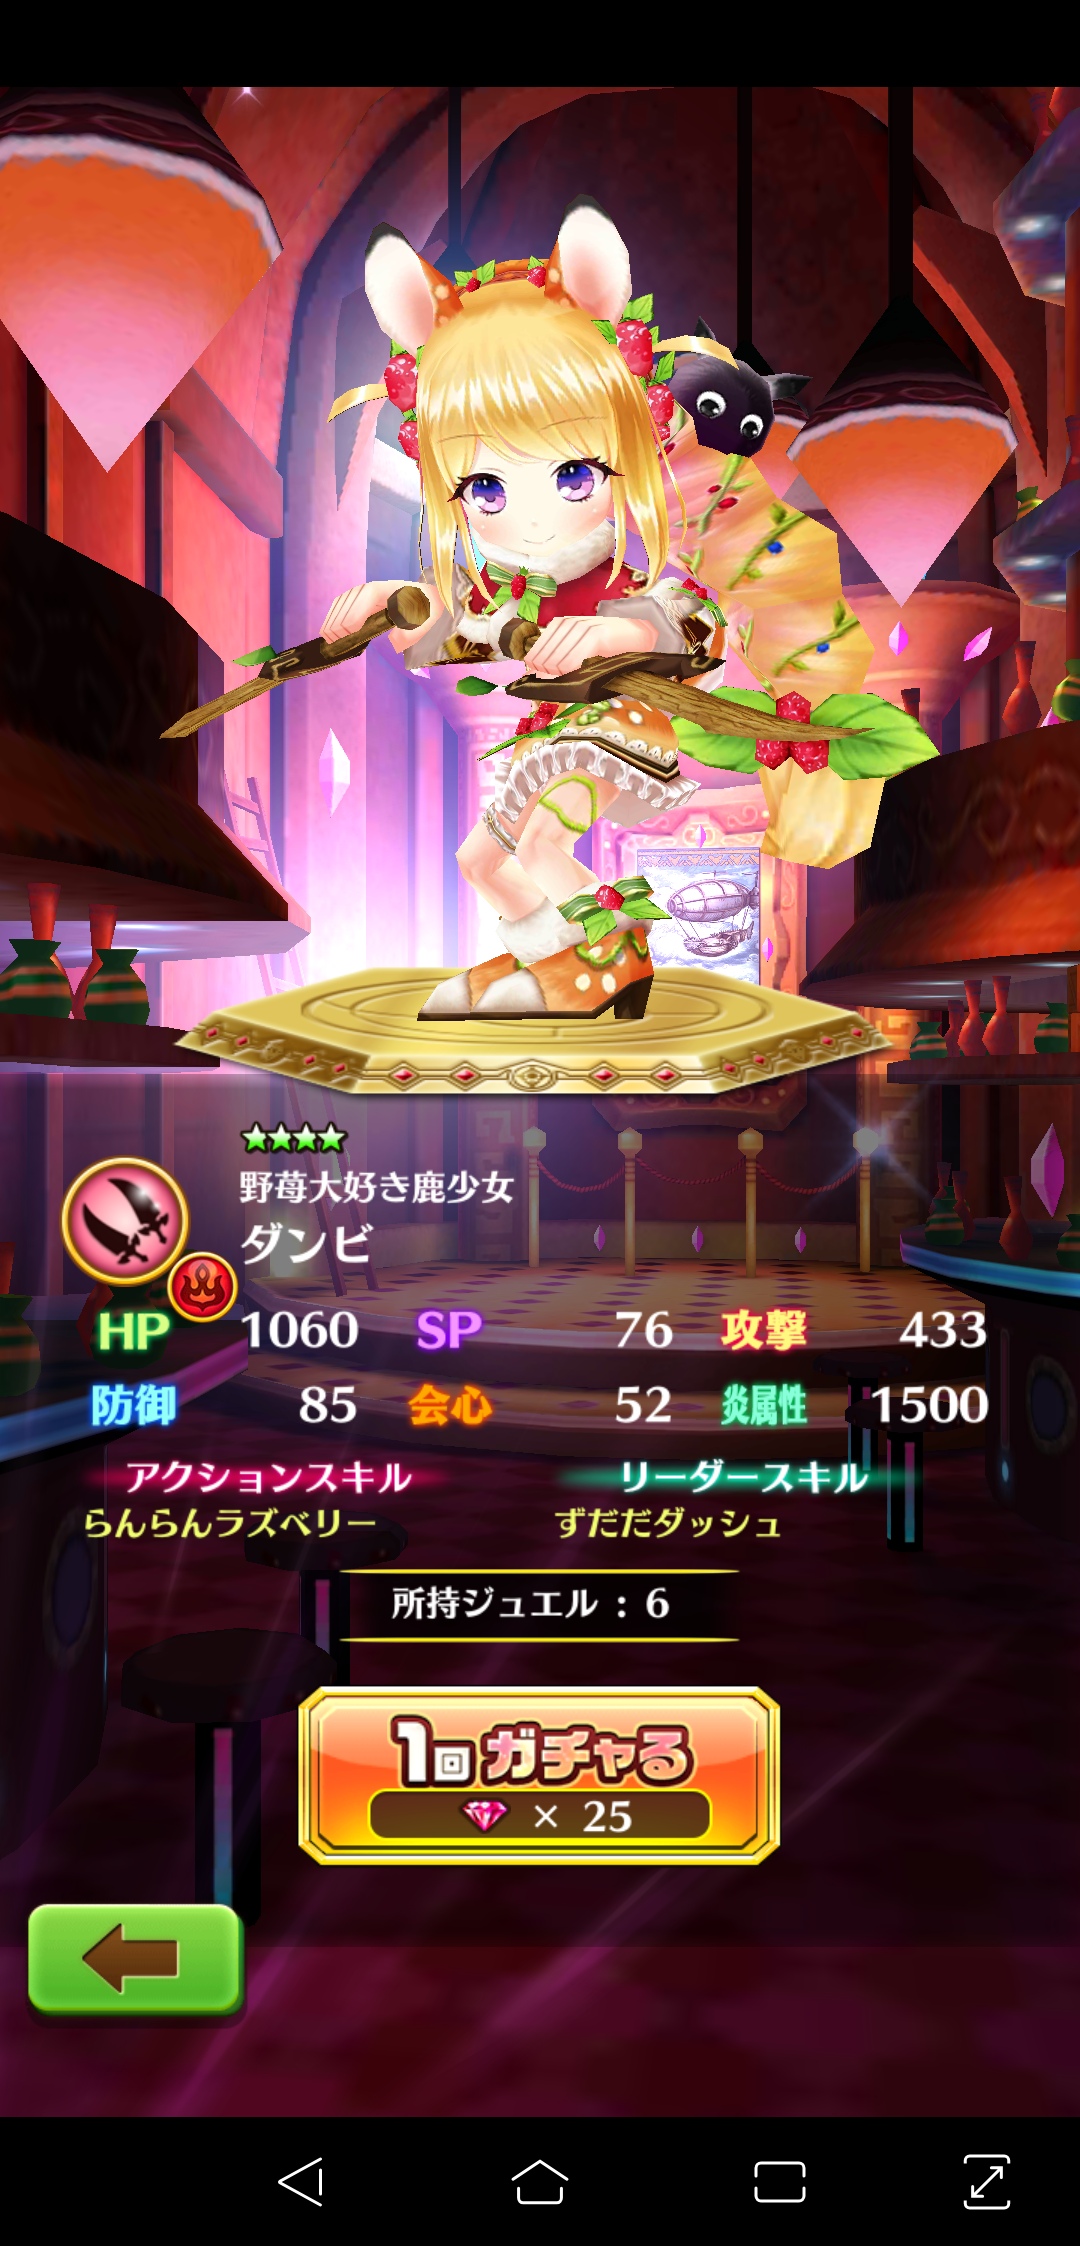 野苺大好き鹿少女
ダンビ
HP 1060 SP 76 攻撃 433
防御 85 会心 52 炎属性 1500
アクションスキル リーダースキル
らんらんラズベリー ずだだダッシュ
所持ジュエル：6
1回ガチャる
× 25